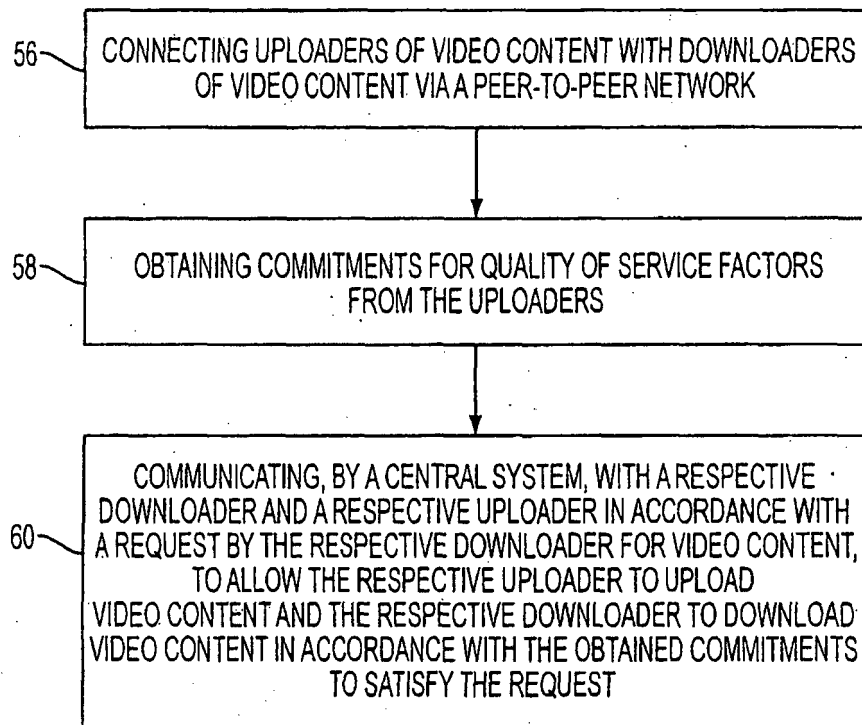 56
CONNECTING UPLOADERS OF VIDEO CONTENT WITH DOWNLOADERS
OF VIDEO CONTENT VIA A PEER-TO-PEER NETWORK
58
OBTAINING COMMITMENTS FOR QUALITY OF SERVICE FACTORS
FROM THE UPLOADERS
60
COMMUNICATING, BY A CENTRAL SYSTEM, WITH A RESPECTIVE
DOWNLOADER AND A RESPECTIVE UPLOADER IN ACCORDANCE WITH
A REQUEST BY THE RESPECTIVE DOWNLOADER FOR VIDEO CONTENT,
TO ALLOW THE RESPECTIVE UPLOADER TO UPLOAD
VIDEO CONTENT AND THE RESPECTIVE DOWNLOADER TO DOWNLOAD
VIDEO CONTENT IN ACCORDANCE WITH THE OBTAINED COMMITMENTS
TO SATISFY THE REQUEST